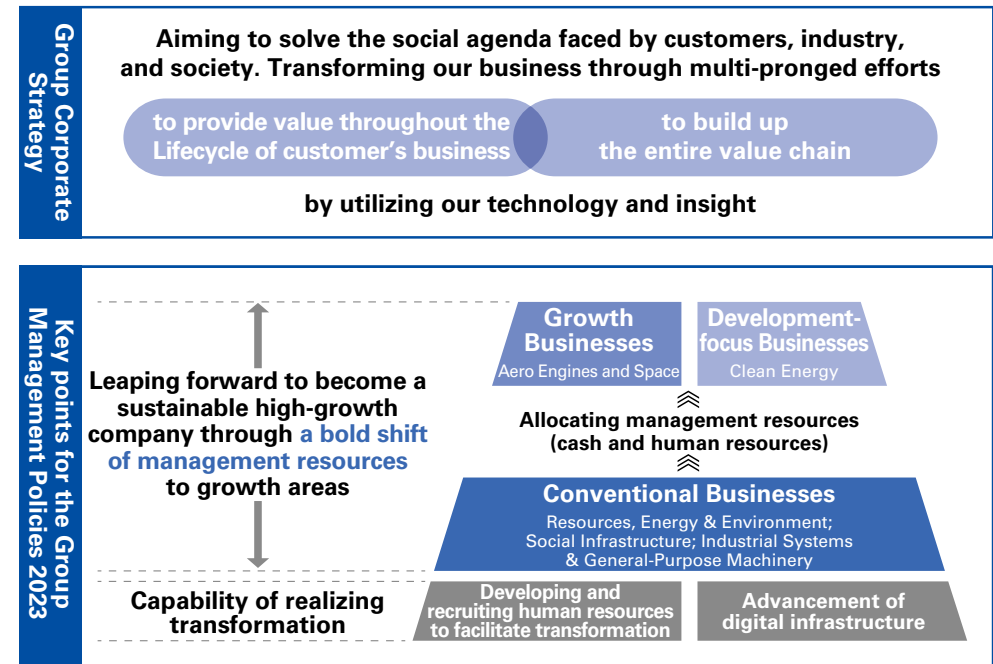 Group Corporate
Strategy
Aiming to solve the social agenda faced by customers, industry,
and society. Transforming our business through multi-pronged efforts
to provide value throughout the
Lifecycle of customer’s business
to build up
the entire value chain
by utilizing our technology and insight
Key points for the Group
Management Policies 2023
Leaping forward to become a
sustainable high-growth
company through a bold shift
of management resources
to growth areas
Growth
Businesses
Aero Engines and Space
Development-
focus Businesses
Clean Energy
Allocating management resources
(cash and human resources)
Conventional Businesses
Resources, Energy & Environment;
Social Infrastructure; Industrial Systems
& General-Purpose Machinery
Capability of realizing
transformation
Developing and
recruiting human resources
to facilitate transformation
Advancement of
digital infrastructure